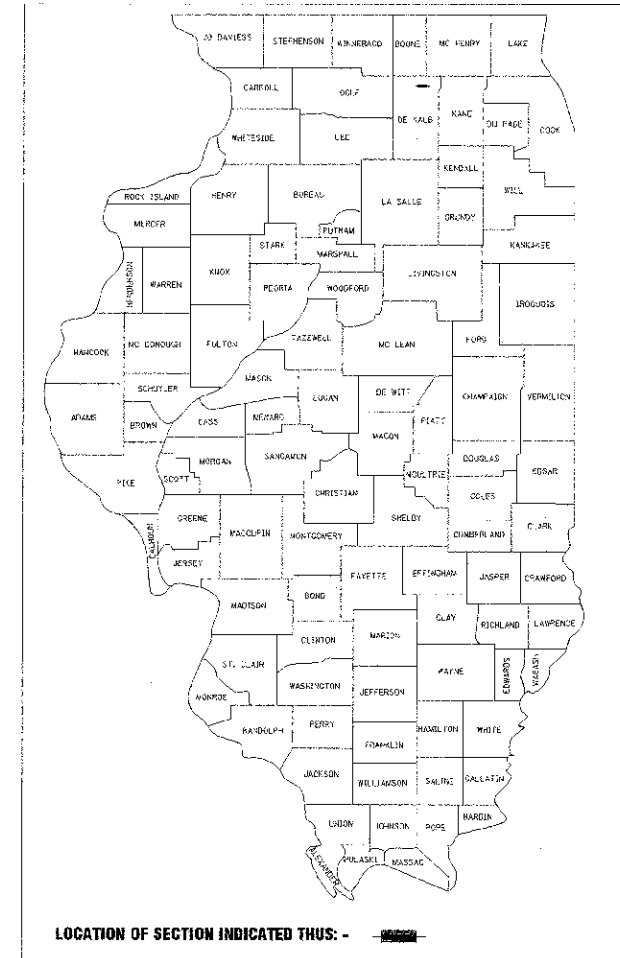 JO DAVIESS STEPHENSON WINNEBAGO BOONE MC HENRY LAKE
CARROLL OGLE DE KALB KANE DU PAGE COOK
WHITESIDE LEE
KENDALL WILL
ROCK ISLAND HENRY BUREAU LA SALLE GRUNDY
MERCER PUTNAM
STARK MARSHALL KANKAKEE
HENDERSON WARREN KNOX PEORIA WOODFORD LIVINGSTON IROQUOIS
HANCOCK MC DONOUGH FULTON TAZEWELL MC LEAN FORD
SCHUYLER MASON LOGAN DE WITT CHAMPAIGN VERMILION
ADAMS BROWN CASS MENARD MACON PIATT
PIKE SCOTT MORGAN SANGAMON MOULTRIE DOUGLAS EDGAR
CHRISTIAN COLES
CALHOUN GREENE MACOUPIN MONTGOMERY SHELBY CUMBERLAND CLARK
JERSEY FAYETTE EFFINGHAM JASPER CRAWFORD
MADISON BOND CLAY RICHLAND LAWRENCE
CLINTON MARION
ST. CLAIR WAYNE EDWARDS WABASH
MONROE WASHINGTON JEFFERSON
RANDOLPH PERRY HAMILTON WHITE
FRANKLIN
JACKSON WILLIAMSON SALINE GALLATIN
UNION JOHNSON POPE HARDIN
ALEXANDER PULASKI MASSAC
LOCATION OF SECTION INDICATED THUS: -